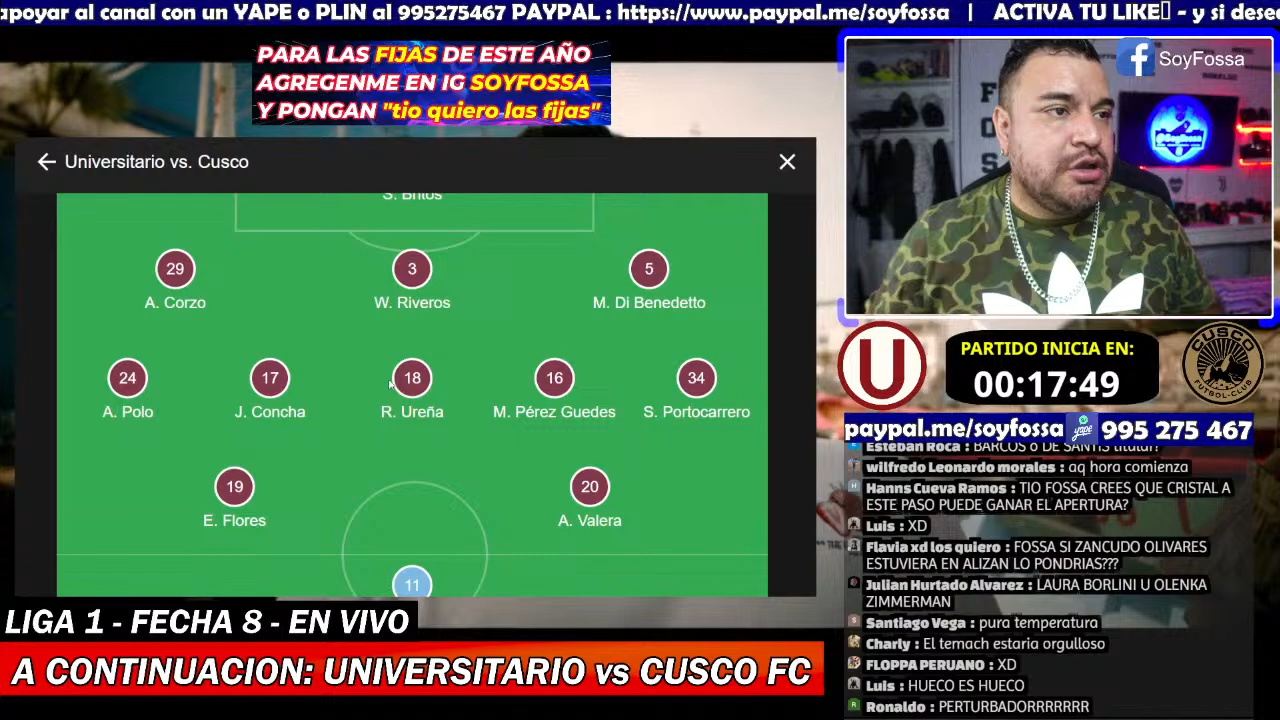 apoyar al canal con un YAPE o PLIN al 995275467 PAYPAL : https://www.paypal.me/soyfossa | ACTIVA TU LIKE - y si dese
PARA LAS FIJAS DE ESTE AÑO
AGREGENME EN IG SOYFOSSA
Y PONGAN "tio quiero las fijas"
SoyFossa
Universitario vs. Cusco
S. Britos
29
3
5
A. Corzo
W. Riveros
M. Di Benedetto
24
17
18
16
34
A. Polo
J. Concha
R. Ureña
M. Pérez Guedes
S. Portocarrero
19
20
E. Flores
A. Valera
11
U
PARTIDO INICIA EN:
00:17:49
CUSCO
FUTBOL-CLUB
paypal.me/soyfossa yape 995 275 467
Esteban Roca : BARCOS o DE SANTIS titular?
wilfredo Leonardo morales : aq hora comienza
Hanns Cueva Ramos : TIO FOSSA CREES QUE CRISTAL A
ESTE PASO PUEDE GANAR EL APERTURA?
Luis : XD
Flavia xd los quiero : FOSSA SI ZANCUDO OLIVARES
ESTUVIERA EN ALIZAN LO PONDRIAS???
Julian Hurtado Alvarez : LAURA BORLINI U OLENKA
ZIMMERMAN
Santiago Vega : pura temperatura
Charly : El temach estaria orgulloso
FLOPPA PERUANO : XD
Luis : HUECO ES HUECO
Ronaldo : PERTURBADORRRRRRR
LIGA 1 - FECHA 8 - EN VIVO
A CONTINUACION: UNIVERSITARIO vs CUSCO FC